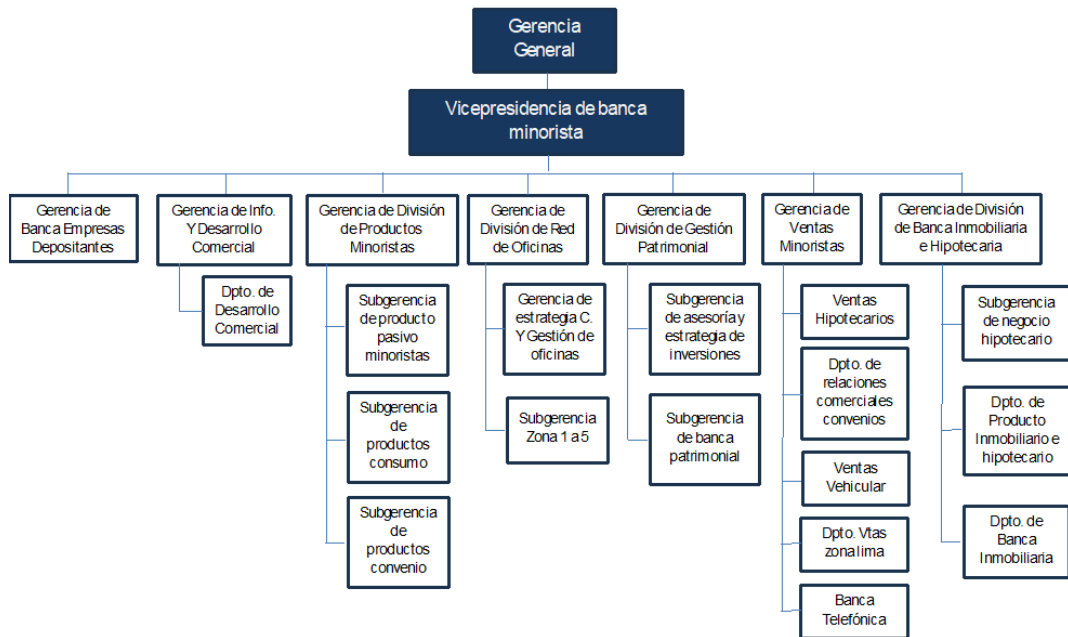 Gerencia
General
Vicepresidencia de banca
minorista
Gerencia de
Banca Empresas
Depositantes
Gerencia de Info.
Y Desarrollo
Comercial
Gerencia de División
de Productos
Minoristas
Gerencia de
División de Red
de Oficinas
Gerencia de
División de Gestión
Patrimonial
Gerencia de
Ventas
Minoristas
Gerencia de División
de Banca Inmobiliaria
e Hipotecaria
Dpto. de
Desarrollo
Comercial
Subgerencia
de producto
pasivo
minoristas
Subgerencia
de
productos
consumo
Subgerencia
de
productos
convenio
Gerencia de
estrategia C.
Y Gestión de
oficinas
Subgerencia
Zona 1 a 5
Subgerencia
de asesoría y
estrategia de
inversiones
Subgerencia
de banca
patrimonial
Ventas
Hipotecarios
Dpto. de
relaciones
comerciales
convenios
Ventas
Vehicular
Dpto. Vtas
zona lima
Banca
Telefónica
Subgerencia
de negocio
hipotecario
Dpto. de
Producto
Inmobiliario e
hipotecario
Dpto. de
Banca
Inmobiliaria